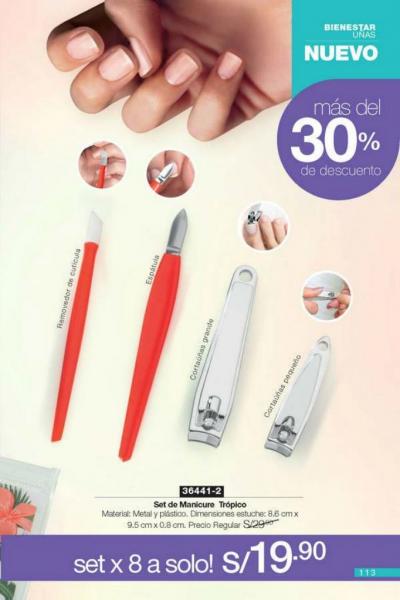 BIENESTAR
UÑAS
NUEVO
más del
30%
de descuento
Removedor de cutícula
Espátula
Cortaúñas grande
Cortaúñas pequeño
36441-2
Set de Manicure Trópico
Material: Metal y plástico. Dimensiones estuche: 8.6 cm x
9.5 cm x 0.8 cm. Precio Regular S/29.90
set x 8 a solo! S/19.90
113